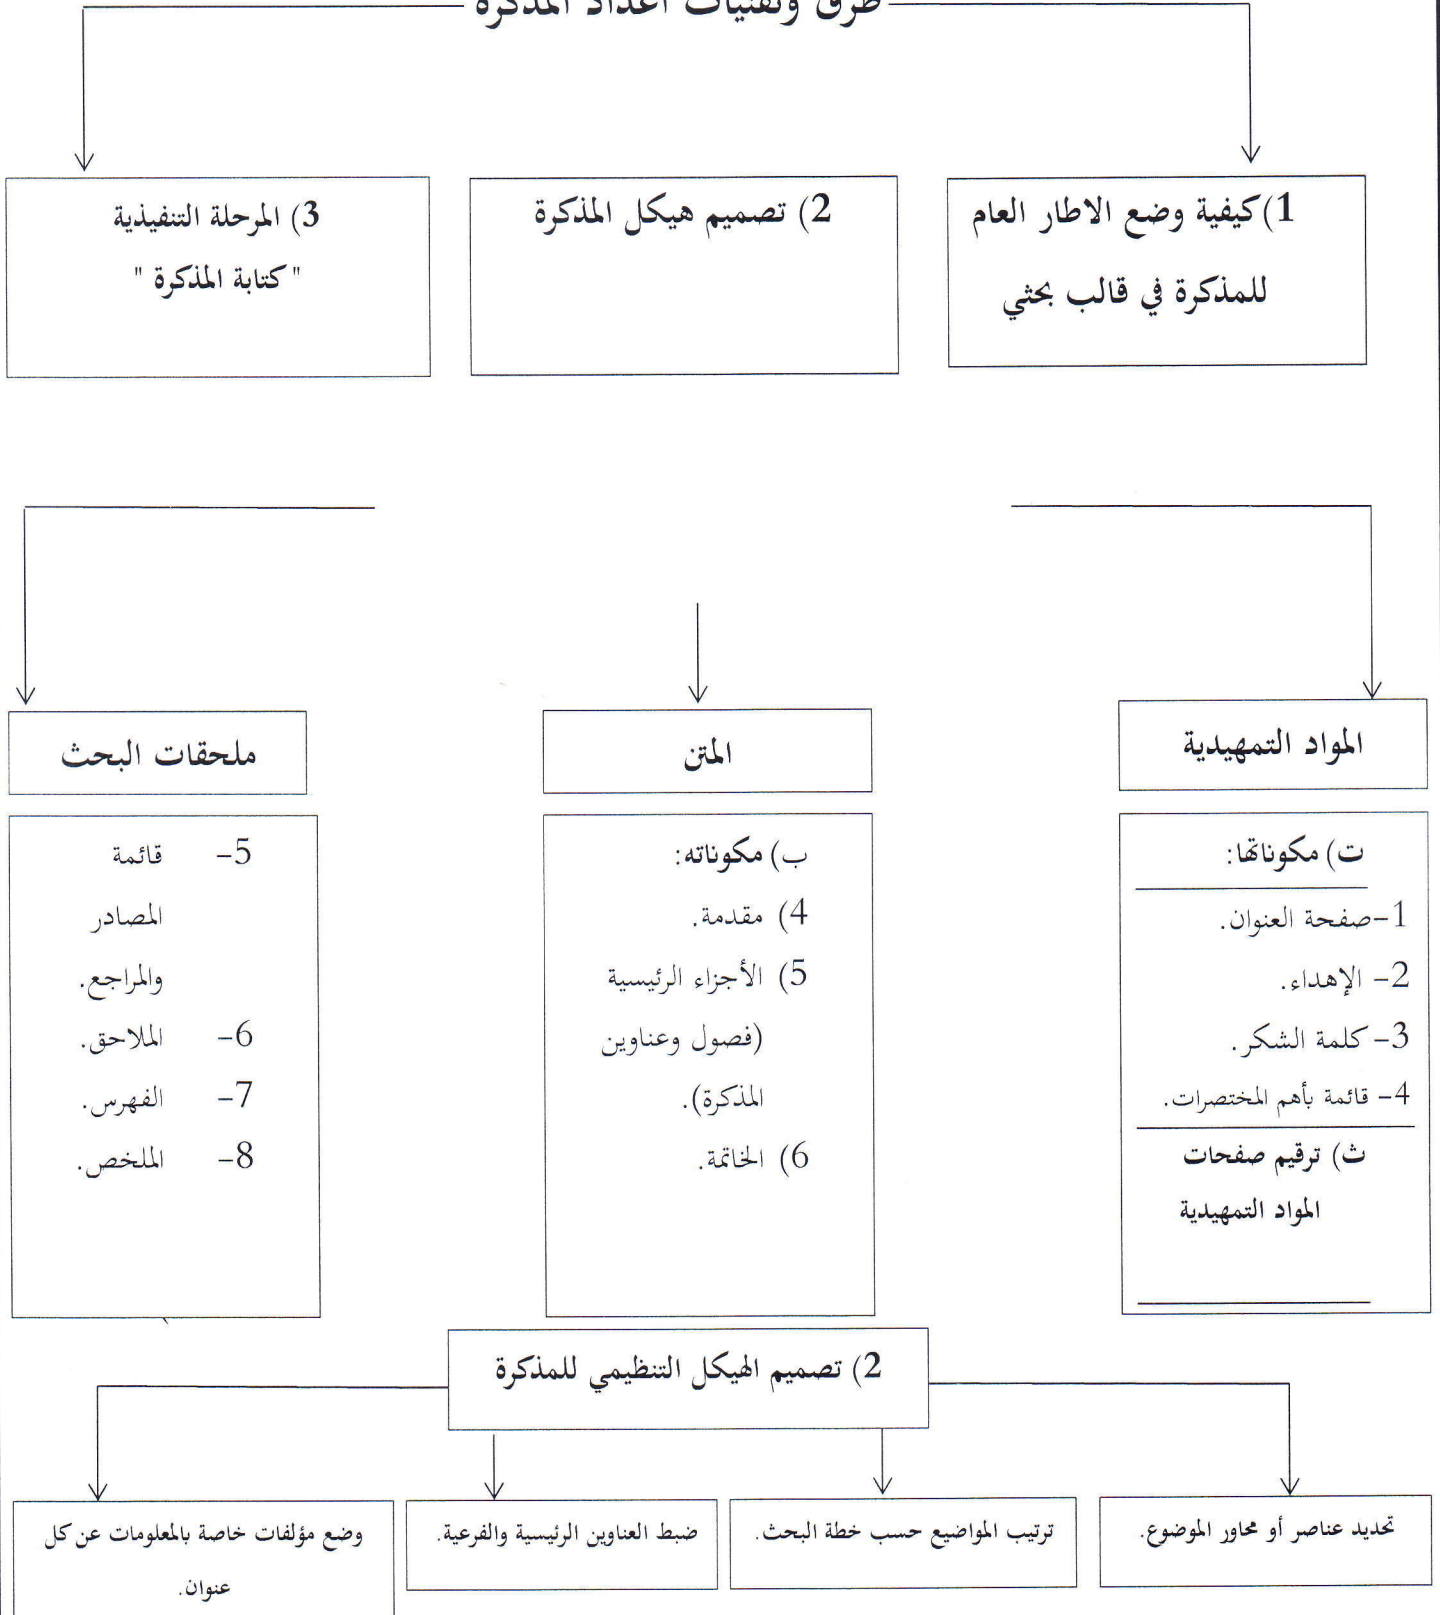 طرق وتقنيات اعداد المذكرة
1)كيفية وضع الاطار العام
للمذكرة في قالب بحثي
2) تصميم هيكل المذكرة
3) المرحلة التنفيذية
" كتابة المذكرة "
المواد التمهيدية
ت) مكوناتها:
1-صفحة العنوان.
2- الإهداء.
3- كلمة الشكر.
4- قائمة بأهم المختصرات.
ث) ترقيم صفحات
المواد التمهيدية
المتن
ب) مكوناته:
4) مقدمة.
5) الأجزاء الرئيسية
(فصول وعناوين
المذكرة).
6) الخاتمة.
ملحقات البحث
5- قائمة
المصادر
والمراجع.
6- الملاحق.
7- الفهرس.
8- الملخص.
2) تصميم الهيكل التنظيمي للمذكرة
تحديد عناصر أو محاور الموضوع.
ترتيب المواضيع حسب خطة البحث.
ضبط العناوين الرئيسية والفرعية.
وضع مؤلفات خاصة بالمعلومات عن كل
عنوان.